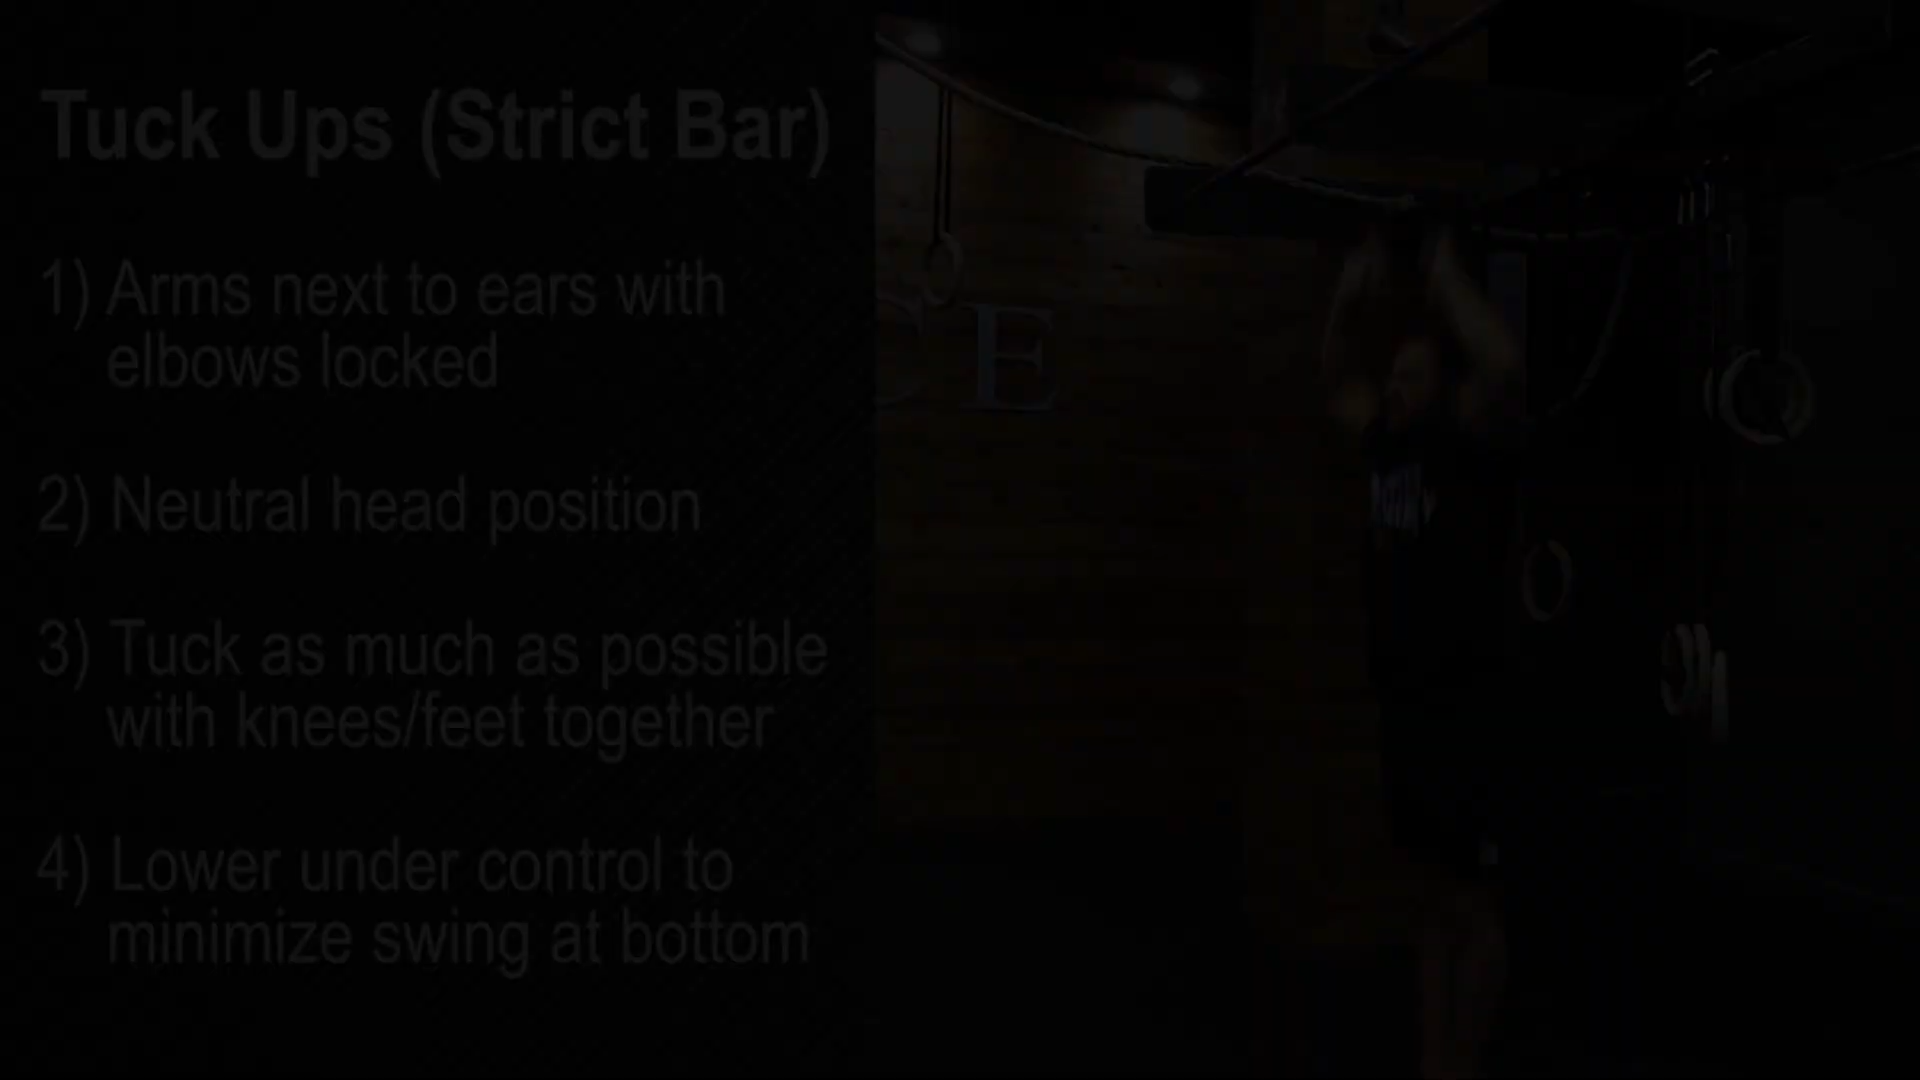 Tuck Ups (Strict Bar)
1) Arms next to ears with
elbows locked
2) Neutral head position
3) Tuck as much as possible
with knees/feet together
4) Lower under control to
minimize swing at bottom
CE